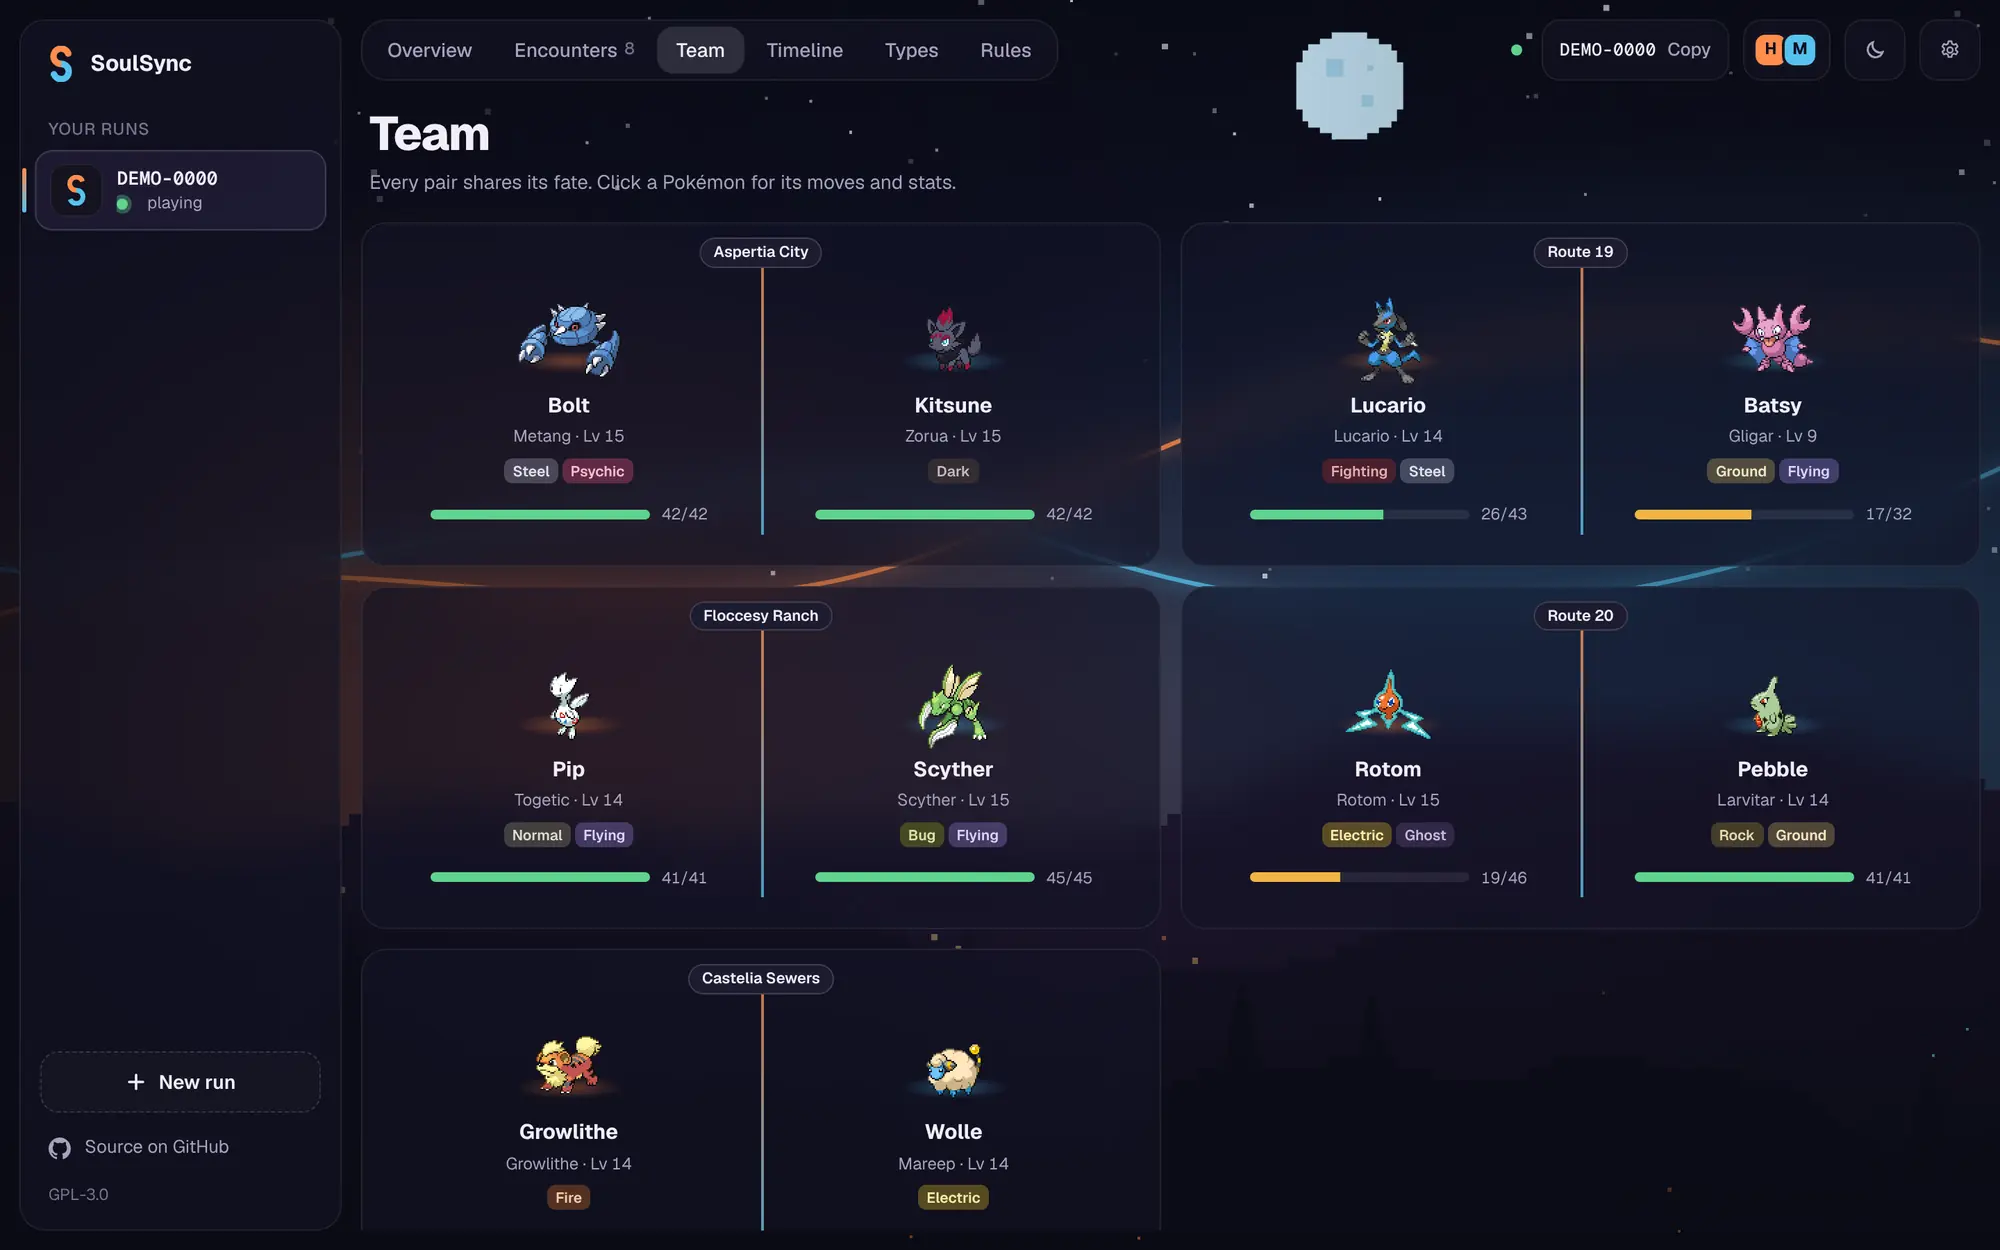 SoulSync
YOUR RUNS
DEMO-0000
playing
New run
Source on GitHub
GPL-3.0
Overview
Encounters 8
Team
Timeline
Types
Rules
DEMO-0000 Copy
H
M
Team
Every pair shares its fate. Click a Pokémon for its moves and stats.
Aspertia City
Bolt
Metang · Lv 15
Steel Psychic
42/42
Kitsune
Zorua · Lv 15
Dark
42/42
Route 19
Lucario
Lucario · Lv 14
Fighting Steel
26/43
Batsy
Gligar · Lv 9
Ground Flying
17/32
Floccesy Ranch
Pip
Togetic · Lv 14
Normal Flying
41/41
Scyther
Scyther · Lv 15
Bug Flying
45/45
Route 20
Rotom
Rotom · Lv 15
Electric Ghost
19/46
Pebble
Larvitar · Lv 14
Rock Ground
41/41
Castelia Sewers
Growlithe
Growlithe · Lv 14
Fire
Wolle
Mareep · Lv 14
Electric